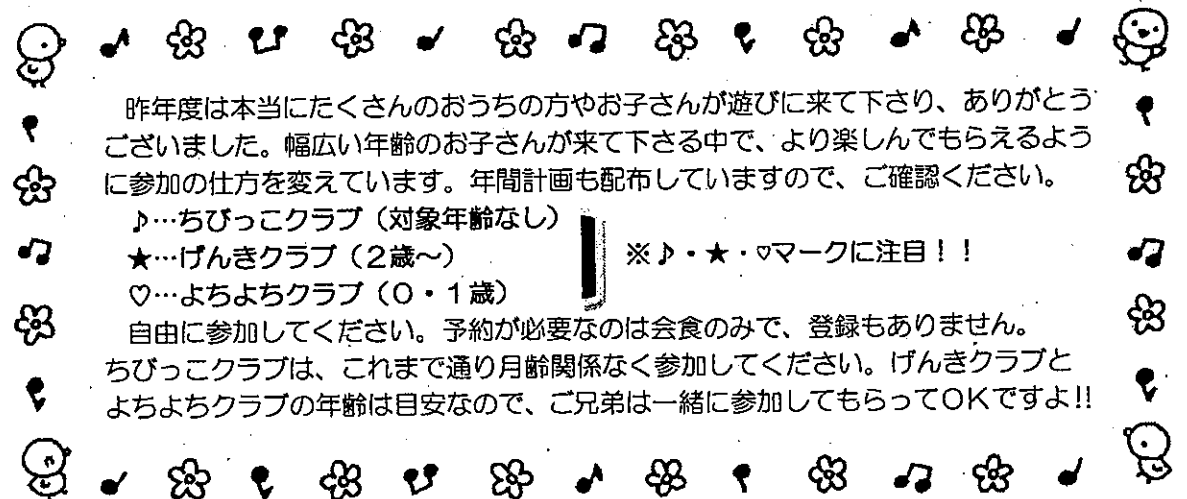 昨年度は本当にたくさんのおうちの方やお子さんが遊びに来て下さり、ありがとう
ございました。幅広い年齢のお子さんが来て下さる中で、より楽しんでもらえるよう
に参加の仕方を変えています。年間計画も配布していますので、ご確認ください。
♪…ちびっこクラブ（対象年齢なし）
★…げんきクラブ（2歳～）
※♪・★・♡マークに注目！！
♡…よちよちクラブ（0・1歳）
自由に参加してください。予約が必要なのは会食のみで、登録もありません。
ちびっこクラブは、これまで通り月齢関係なく参加してください。げんきクラブと
よちよちクラブの年齢は目安なので、ご兄弟は一緒に参加してもらってOKですよ!!